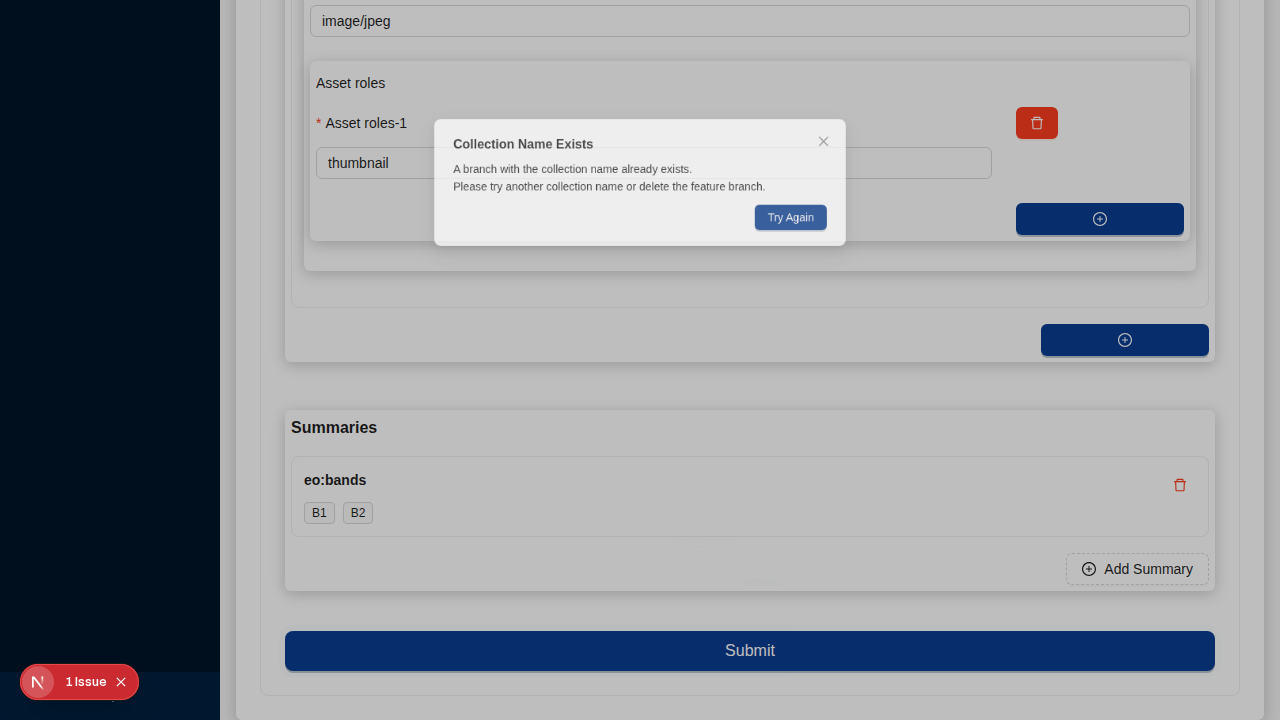 image/jpeg
Asset roles
* Asset roles-1
thumbnail
Collection Name Exists
A branch with the collection name already exists.
Please try another collection name or delete the feature branch.
Try Again
Summaries
eo:bands
B1 B2
Add Summary
Submit
N 1 Issue